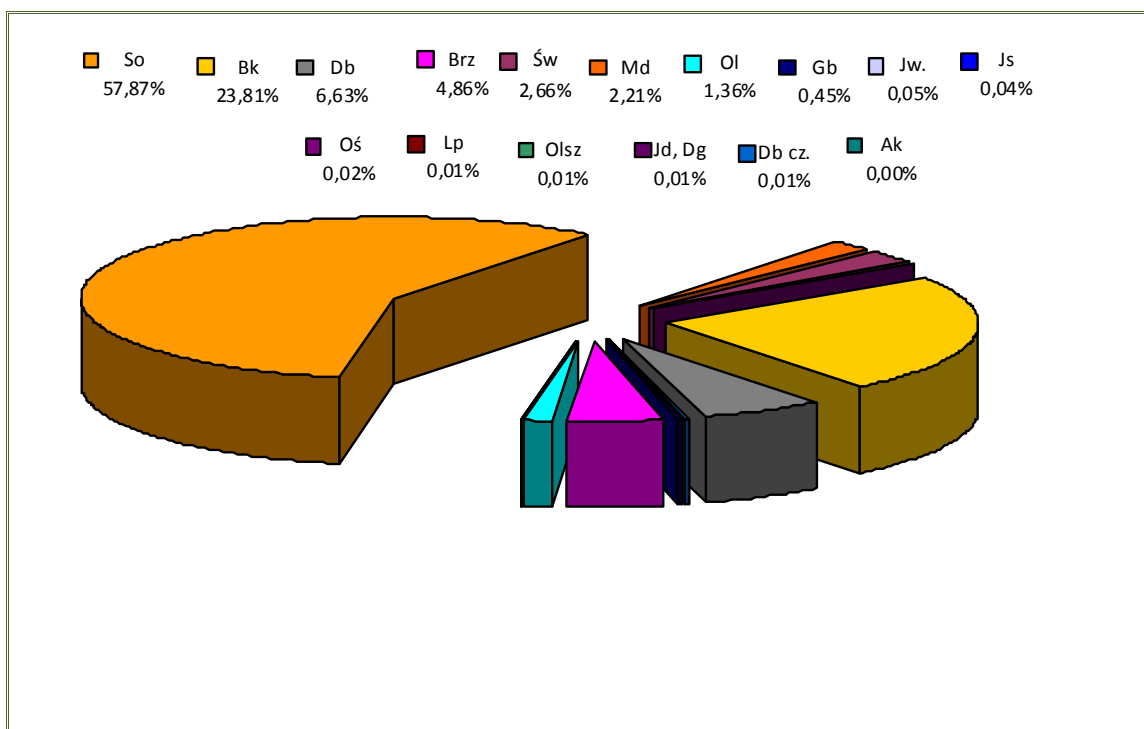 So Bk Db Brz Św Md Ol Gb Jw. Js
57,87% 23,81% 6,63% 4,86% 2,66% 2,21% 1,36% 0,45% 0,05% 0,04%
Oś Lp Olsz Jd, Dg Db cz. Ak
0,02% 0,01% 0,01% 0,01% 0,01% 0,00%